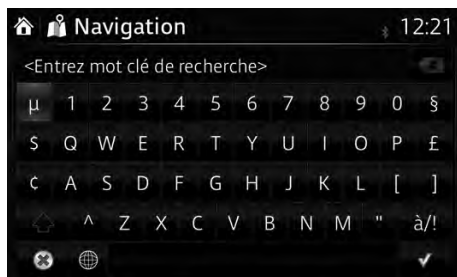 Navigation 12:21
<Entrez mot clé de recherche>
µ 1 2 3 4 5 6 7 8 9 0 §
$ Q W E R T Y U I O P £
¢ A S D F G H J K L [ ]
^ Z X C V B N M " à/!